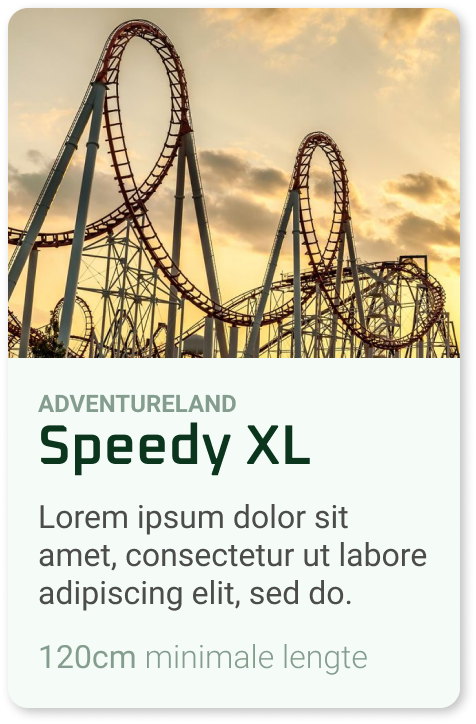 ADVENTURELAND
Speedy XL
Lorem ipsum dolor sit
amet, consectetur ut labore
adipiscing elit, sed do.
120cm minimale lengte